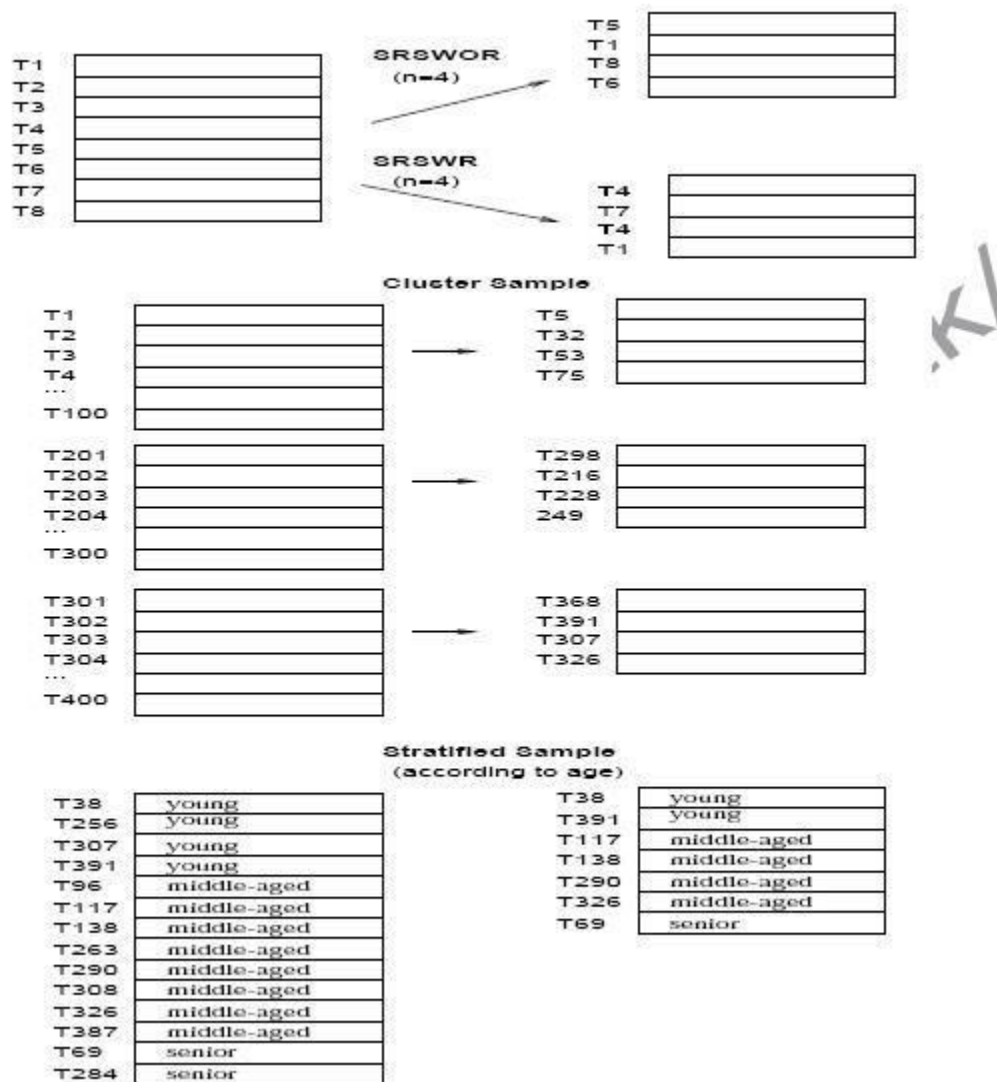 T1
T2
T3
T4
T5
T6
T7
T8
SRSWOR
(n=4)
SRSWR
(n=4)
T5
T1
T8
T6
T4
T7
T4
T1
Cluster Sample
T1
T2
T3
T4
...
T100
T5
T32
T53
T75
T201
T202
T203
T204
...
T300
T298
T216
T228
249
T301
T302
T303
T304
...
T400
T368
T391
T307
T326
Stratified Sample
(according to age)
T38 young
T256 young
T307 young
T391 young
T96 middle-aged
T117 middle-aged
T138 middle-aged
T263 middle-aged
T290 middle-aged
T308 middle-aged
T326 middle-aged
T387 middle-aged
T69 senior
T284 senior
T38 young
T391 young
T117 middle-aged
T138 middle-aged
T290 middle-aged
T326 middle-aged
T69 senior